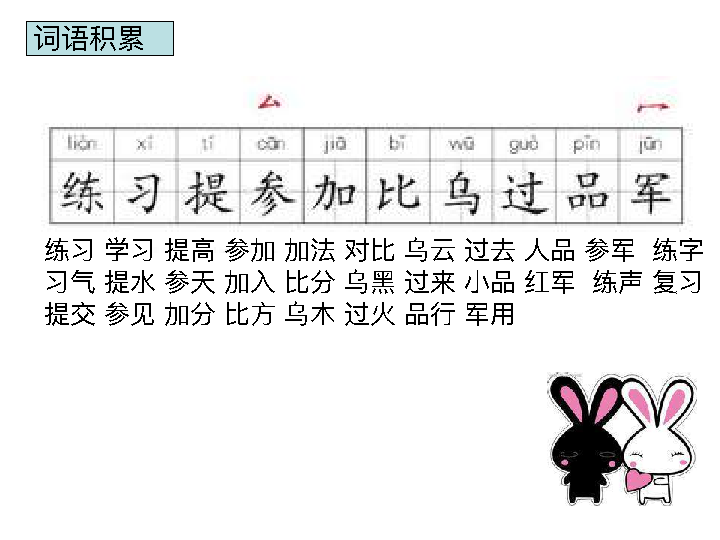 词语积累
厶 冖
liàn xí tí cān jiā bǐ wū guò pǐn jūn
练 习 提 参 加 比 乌 过 品 军
练习 学习 提高 参加 加法 对比 乌云 过去 人品 参军 练字
习气 提水 参天 加入 比分 乌黑 过来 小品 红军 练声 复习
提交 参见 加分 比方 乌木 过火 品行 军用